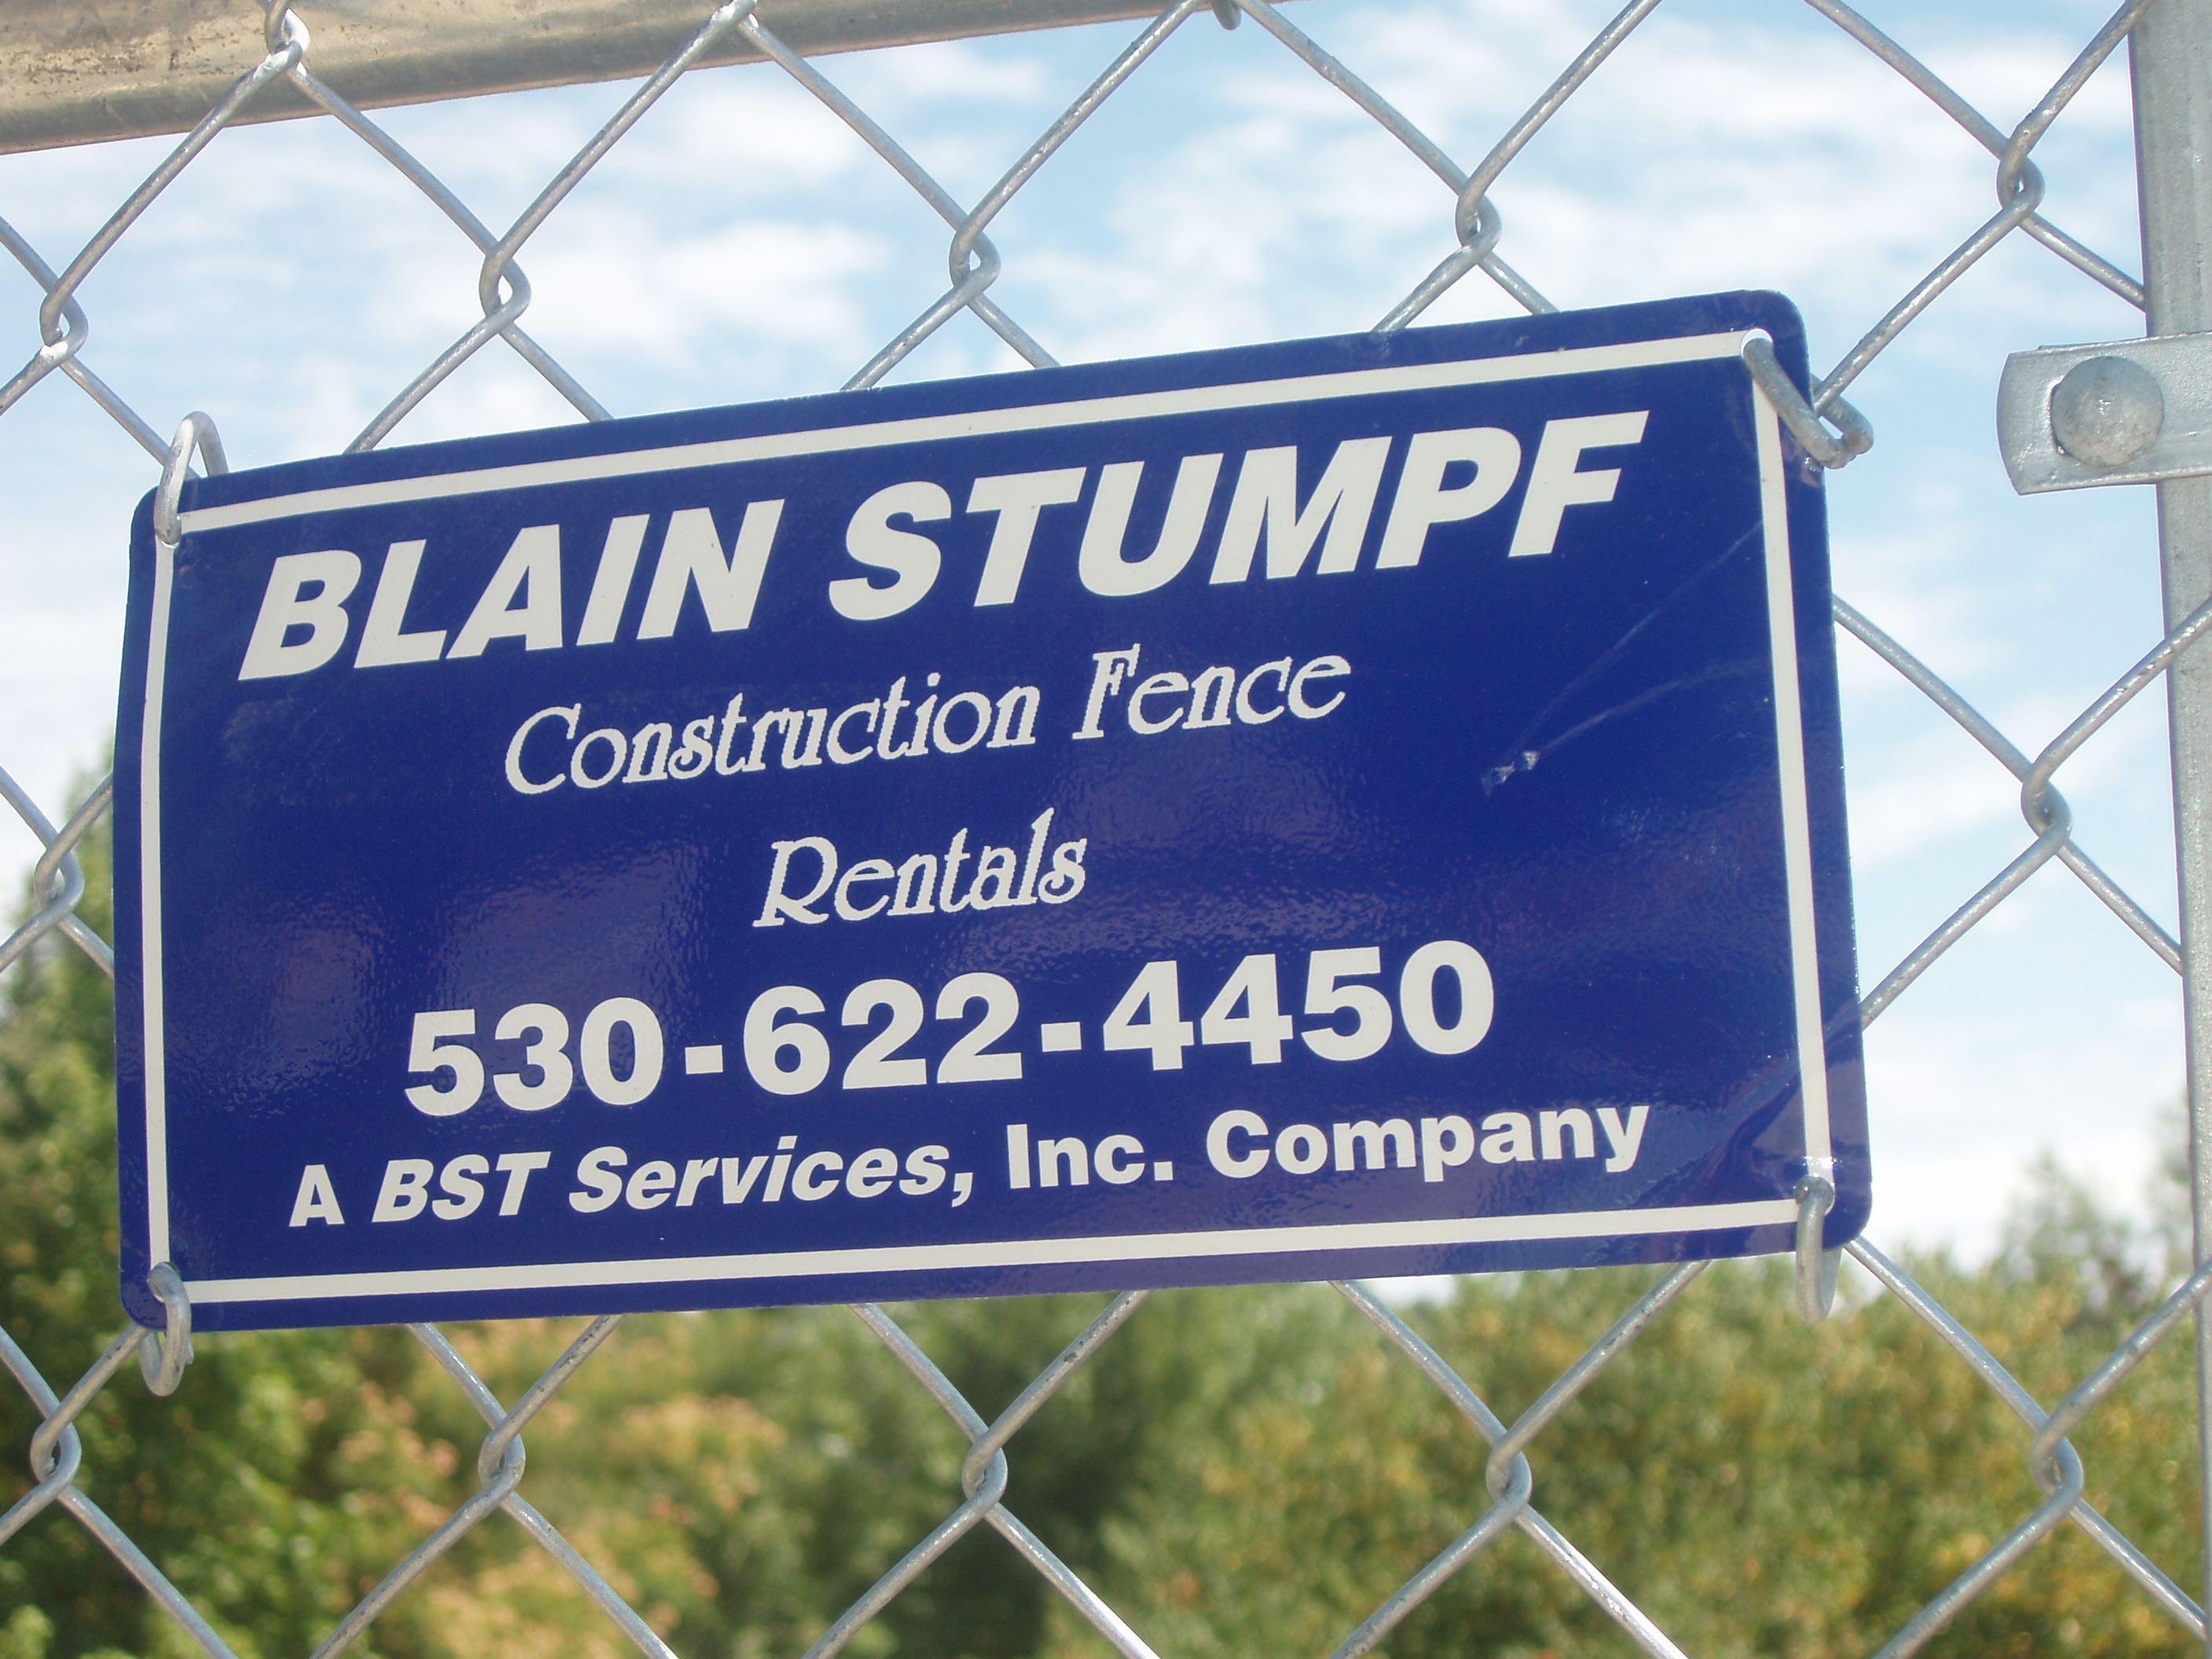 BLAIN STUMPF
Construction Fence
Rentals
530-622-4450
A BST Services, Inc. Company